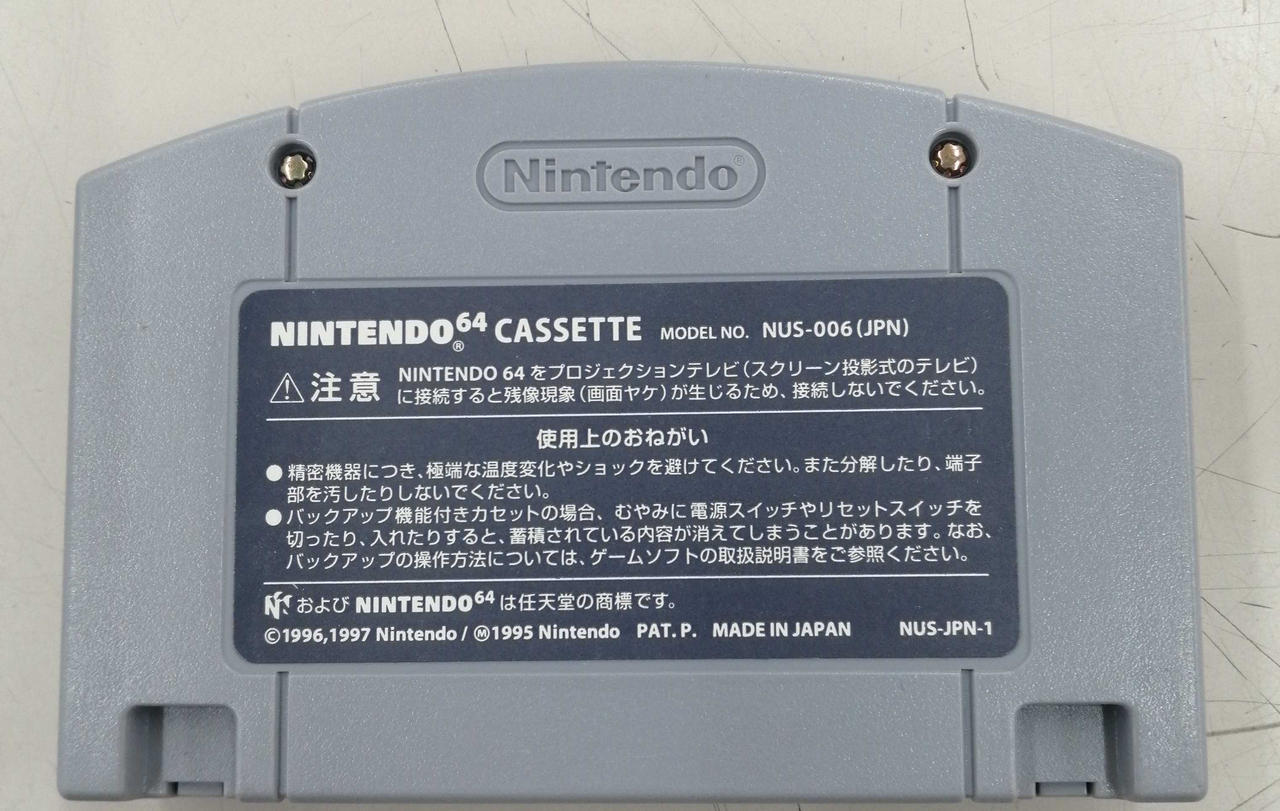 Nintendo®
NINTENDO64® CASSETTE MODEL NO. NUS-006(JPN)
注意 NINTENDO 64 をプロジェクションテレビ(スクリーン投影式のテレビ)
に接続すると残像現象(画面ヤケ)が生じるため、接続しないでください。
使用上のおねがい
●精密機器につき、極端な温度変化やショックを避けてください。また分解したり、端子
部を汚したりしないでください。
●バックアップ機能付きカセットの場合、むやみに電源スイッチやリセットスイッチを
切ったり、入れたりすると、蓄積されている内容が消えてしまうことがあります。なお、
バックアップの操作方法については、ゲームソフトの取扱説明書をご参照ください。
および NINTENDO64 は任天堂の商標です。
©1996,1997 Nintendo / Ⓜ1995 Nintendo PAT. P. MADE IN JAPAN NUS-JPN-1